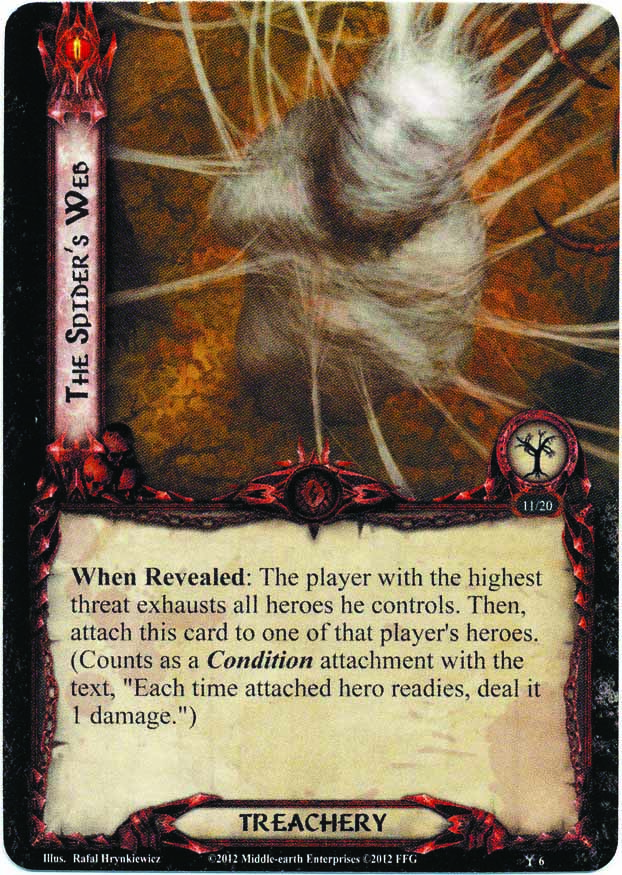 THE SPIDER'S WEB
11/20
When Revealed: The player with the highest
threat exhausts all heroes he controls. Then,
attach this card to one of that player's heroes.
(Counts as a Condition attachment with the
text, "Each time attached hero readies, deal it
1 damage.")
TREACHERY
Illus. Rafal Hrynkiewicz ©2012 Middle-earth Enterprises ©2012 FFG 6